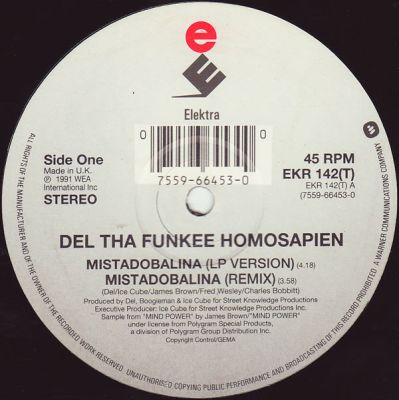 e
E
Elektra
0 0
7559-66453-0
Side One
Made in U.K.
℗ 1991 WEA
International Inc
STEREO
45 RPM
EKR 142(T)
EKR 142(T) A
(7559-66453-0
DEL THA FUNKEE HOMOSAPIEN
MISTADOBALINA (LP VERSION) (4.18)
MISTADOBALINA (REMIX) (3.58)
(Del/Ice Cube/James Brown/Fred Wesley/Charles Bobbitt)
Produced by Del, Boogieman & Ice Cube for Street Knowledge Productions
Executive Producer: Ice Cube for Street Knowledge Productions Inc.
Sample from "MIND POWER" by James Brown/"MIND POWER"
under license from Polygram Special Products,
a division of Polygram Group Distribution Inc.
Copyright Control/GEMA
ALL RIGHTS OF THE MANUFACTURER AND OF THE OWNER OF THE RECORDED WORK RESERVED. UNAUTHORISED COPYING PUBLIC PERFORMANCE AND BROADCASTING OF THIS RECORD PROHIBITED. A WARNER COMMUNICATIONS COMPANY